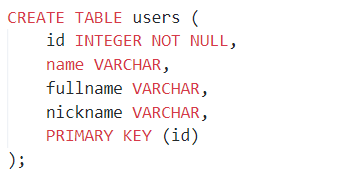 CREATE TABLE users (
    id INTEGER NOT NULL,
    name VARCHAR,
    fullname VARCHAR,
    nickname VARCHAR,
    PRIMARY KEY (id)
);